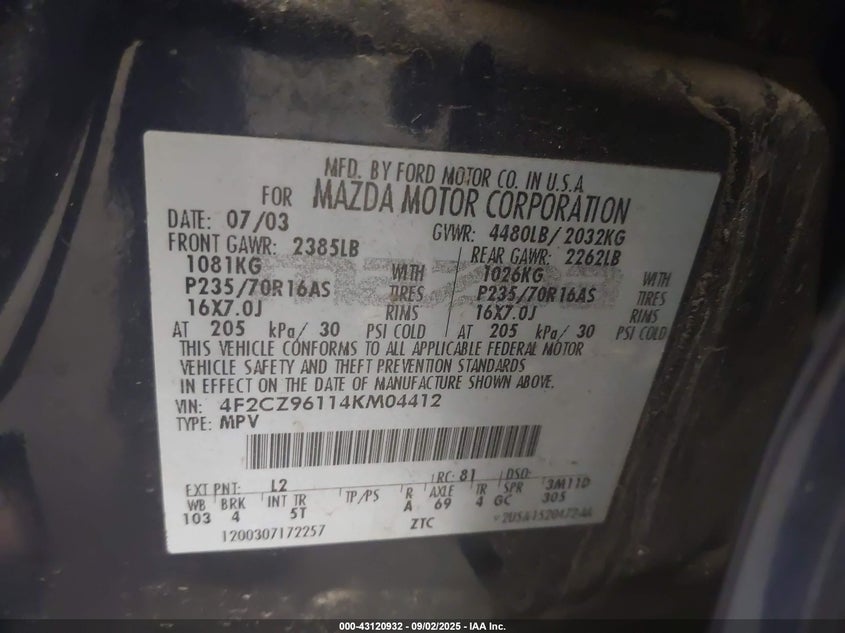 MFD. BY FORD MOTOR CO. IN U.S.A.
FOR MAZDA MOTOR CORPORATION
DATE: 07/03 GVWR: 4480LB/2032KG
FRONT GAWR: 2385LB REAR GAWR: 2262LB
1081KG WITH 1026KG WITH
P235/70R16AS TIRES P235/70R16AS TIRES
16X7.0J RIMS 16X7.0J RIMS
AT 205 kPa/30 PSI COLD AT 205 kPa/30 PSI COLD
THIS VEHICLE CONFORMS TO ALL APPLICABLE FEDERAL MOTOR
VEHICLE SAFETY AND THEFT PREVENTION STANDARDS
IN EFFECT ON THE DATE OF MANUFACTURE SHOWN ABOVE.
VIN: 4F2CZ96114KM04412
TYPE: MPV
EXT PNT: L2 RC: 81 DSO:
WB BRK INT TR TP/PS R AXLE TR SPR 3M11D
103 4 5T A 69 4 GC 305
1200307172257 ZTC
000-43120932 - 09/02/2025 - IAA Inc.